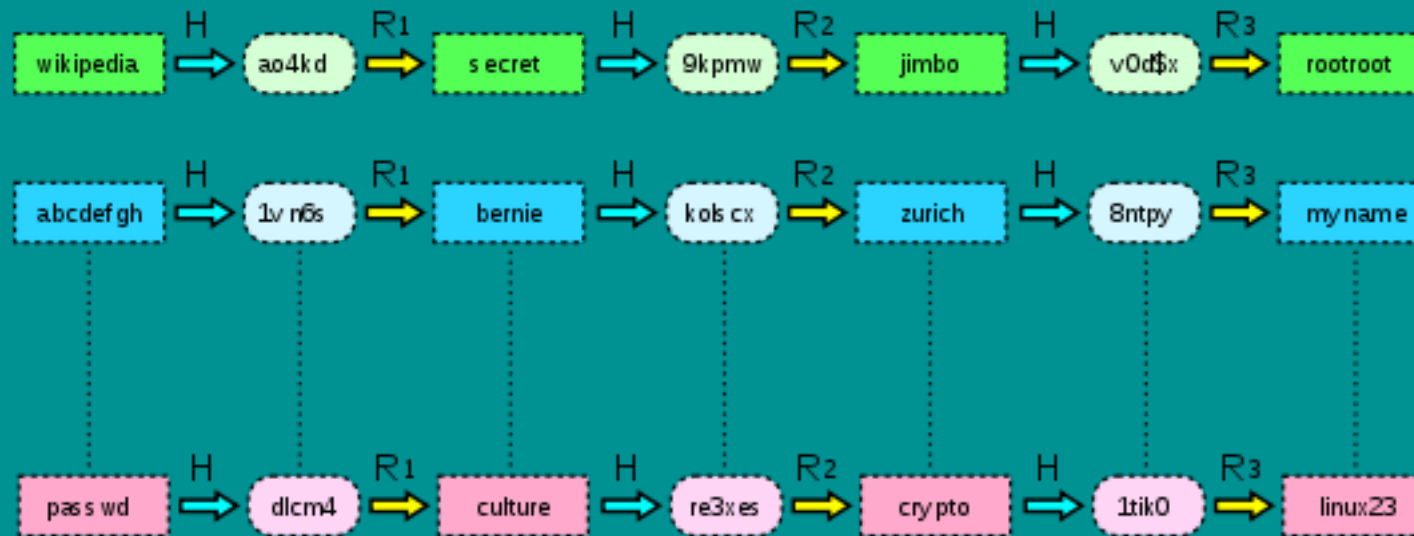 H R1 H R2 H R3
wikipedia ao4kd secret 9kpmw jimbo v0d$x rootroot
H R1 H R2 H R3
abcdefgh 1vn6s bernie kolscx zurich 8ntpy myname
H R1 H R2 H R3
passwd dlcm4 culture re3xes crypto 1tik0 linux23